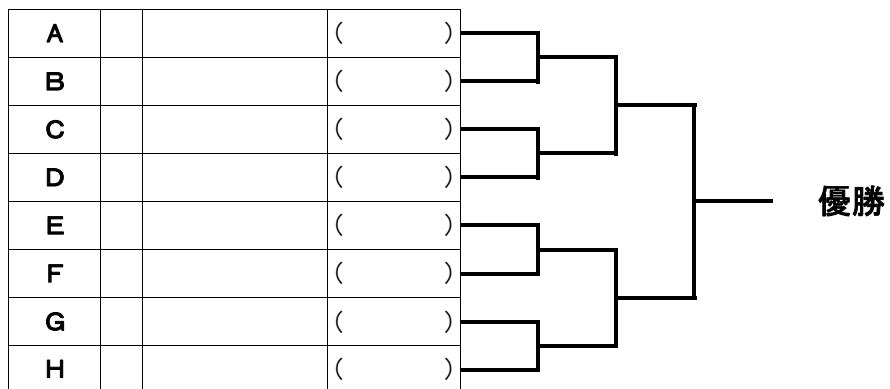 A （ ）
B （ ）
C （ ）
D （ ）
優勝
E （ ）
F （ ）
G （ ）
H （ ）